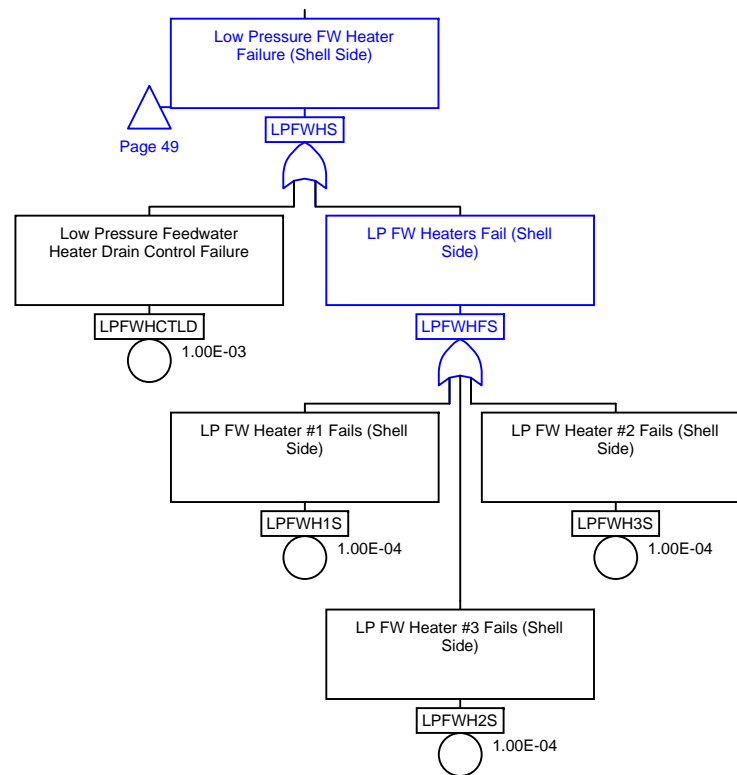 Low Pressure FW Heater
Failure (Shell Side)
Page 49
LPFWHS
Low Pressure Feedwater
Heater Drain Control Failure
LP FW Heaters Fail (Shell
Side)
LPFWHCTLD
1.00E-03
LPFWHFS
LP FW Heater #1 Fails (Shell
Side)
LP FW Heater #2 Fails (Shell
Side)
LPFWH1S
1.00E-04
LPFWH3S
1.00E-04
LP FW Heater #3 Fails (Shell
Side)
LPFWH2S
1.00E-04